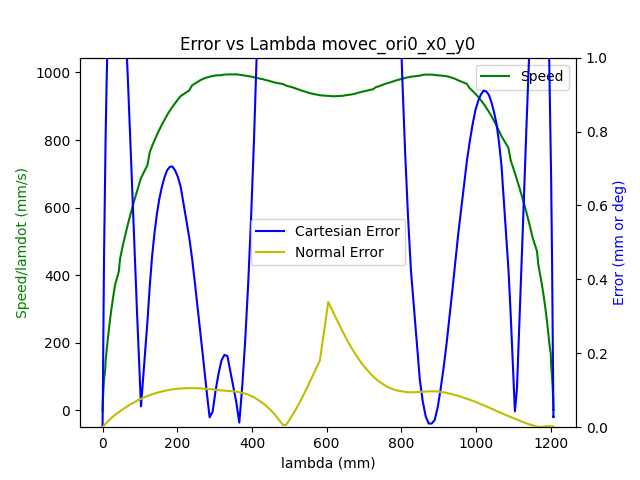 Error vs Lambda movec_ori0_x0_y0
Speed
Cartesian Error
Normal Error
Speed/lamdot (mm/s)
1000
800
600
400
200
0
Error (mm or deg)
1.0
0.8
0.6
0.4
0.2
0.0
0 200 400 600 800 1000 1200
lambda (mm)